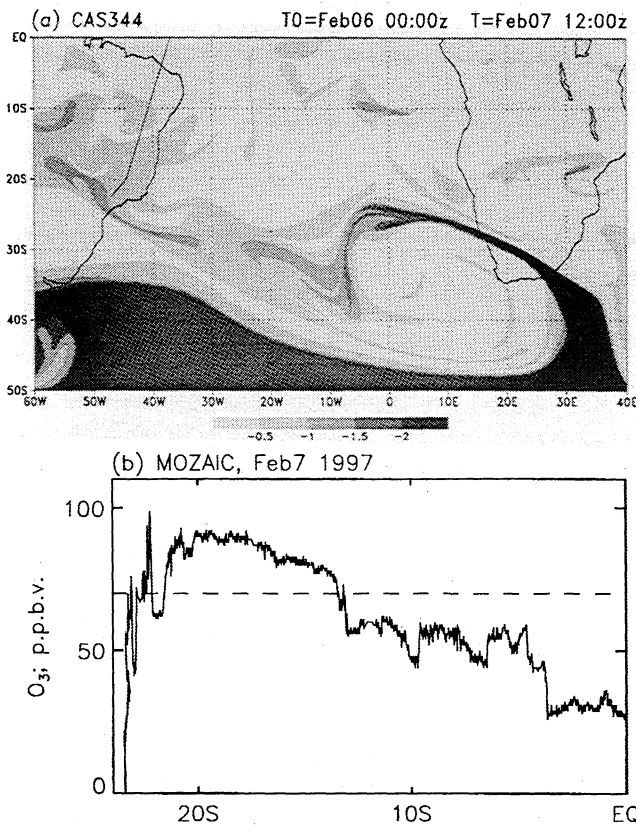 (a) CAS344 T0=Feb06 00:00z T=Feb07 12:00z
EQ
10S
20S
30S
40S
50S
60W 50W 40W 30W 20W 10W 0 10E 20E 30E 40E
-0.5 -1 -1.5 -2
(b) MOZAIC, Feb7 1997
100
50
0
O3; p.p.b.v.
20S 10S EQ